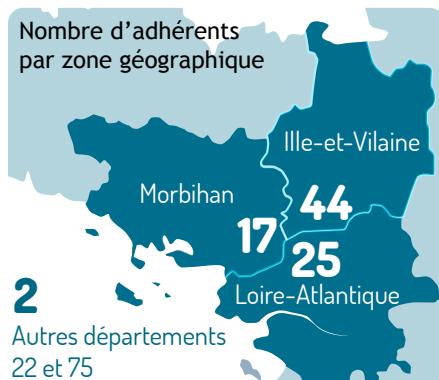 Nombre d'adhérents
par zone géographique
Ille-et-Vilaine
44
Morbihan
17
25
Loire-Atlantique
2
Autres départements
22 et 75